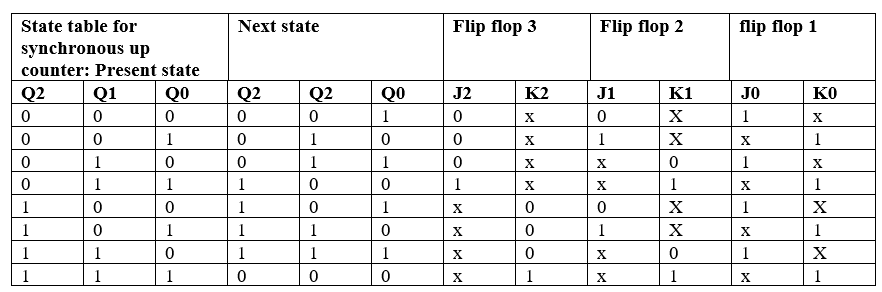 State table for Next state Flip flop 3 Flip flop 2 flip flop 1
synchronous up
counter: Present state
Q2 Q1 Q0 Q2 Q2 Q0 J2 K2 J1 K1 J0 K0
0 0 0 0 0 1 0 x 0 X 1 x
0 0 1 0 1 0 0 x 1 X x 1
0 1 0 0 1 1 0 x x 0 1 x
0 1 1 1 0 0 1 x x 1 x 1
1 0 0 1 0 1 x 0 0 X 1 X
1 0 1 1 1 0 x 0 1 X x 1
1 1 0 1 1 1 x 0 x 0 1 X
1 1 1 0 0 0 x 1 x 1 x 1